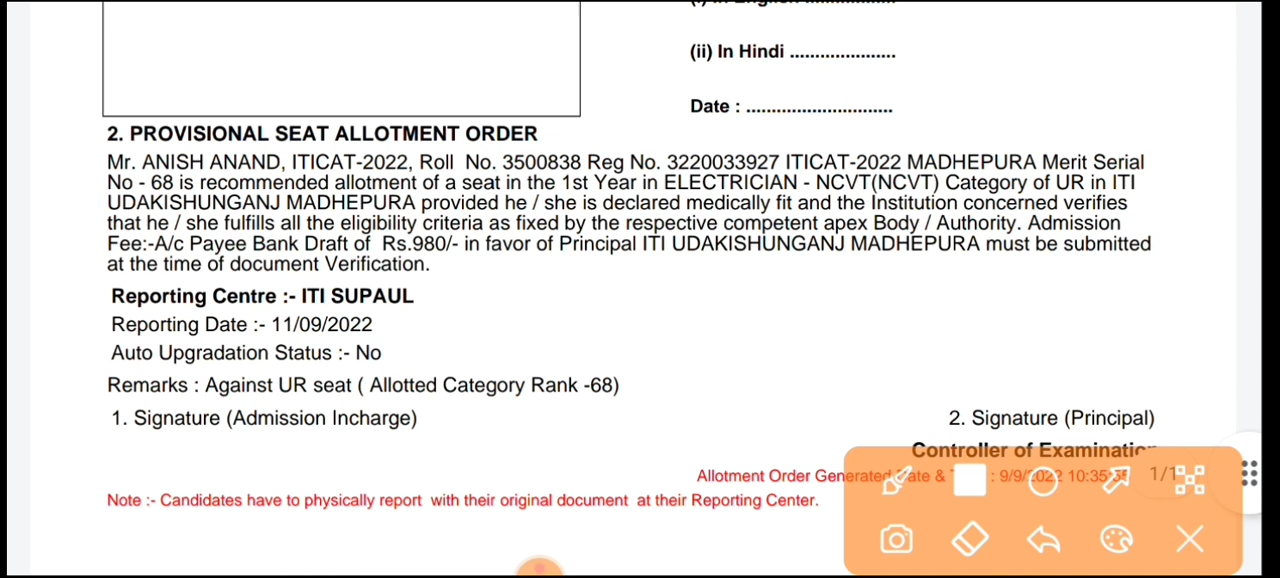 (ii) In Hindi .....................
Date : ............................
2. PROVISIONAL SEAT ALLOTMENT ORDER
Mr. ANISH ANAND, ITICAT-2022, Roll No. 3500838 Reg No. 3220033927 ITICAT-2022 MADHEPURA Merit Serial
No - 68 is recommended allotment of a seat in the 1st Year in ELECTRICIAN - NCVT(NCVT) Category of UR in ITI
UDAKISHUNGANJ MADHEPURA provided he / she is declared medically fit and the Institution concerned verifies
that he / she fulfills all the eligibility criteria as fixed by the respective competent apex Body / Authority. Admission
Fee:-A/c Payee Bank Draft of Rs.980/- in favor of Principal ITI UDAKISHUNGANJ MADHEPURA must be submitted
at the time of document Verification.
Reporting Centre :- ITI SUPAUL
Reporting Date :- 11/09/2022
Auto Upgradation Status :- No
Remarks : Against UR seat ( Allotted Category Rank -68)
1. Signature (Admission Incharge) 2. Signature (Principal)
Controller of Examination
Allotment Order Generated Date & : 9/9/2022 10:35: 1/1
Note :- Candidates have to physically report with their original document at their Reporting Center.